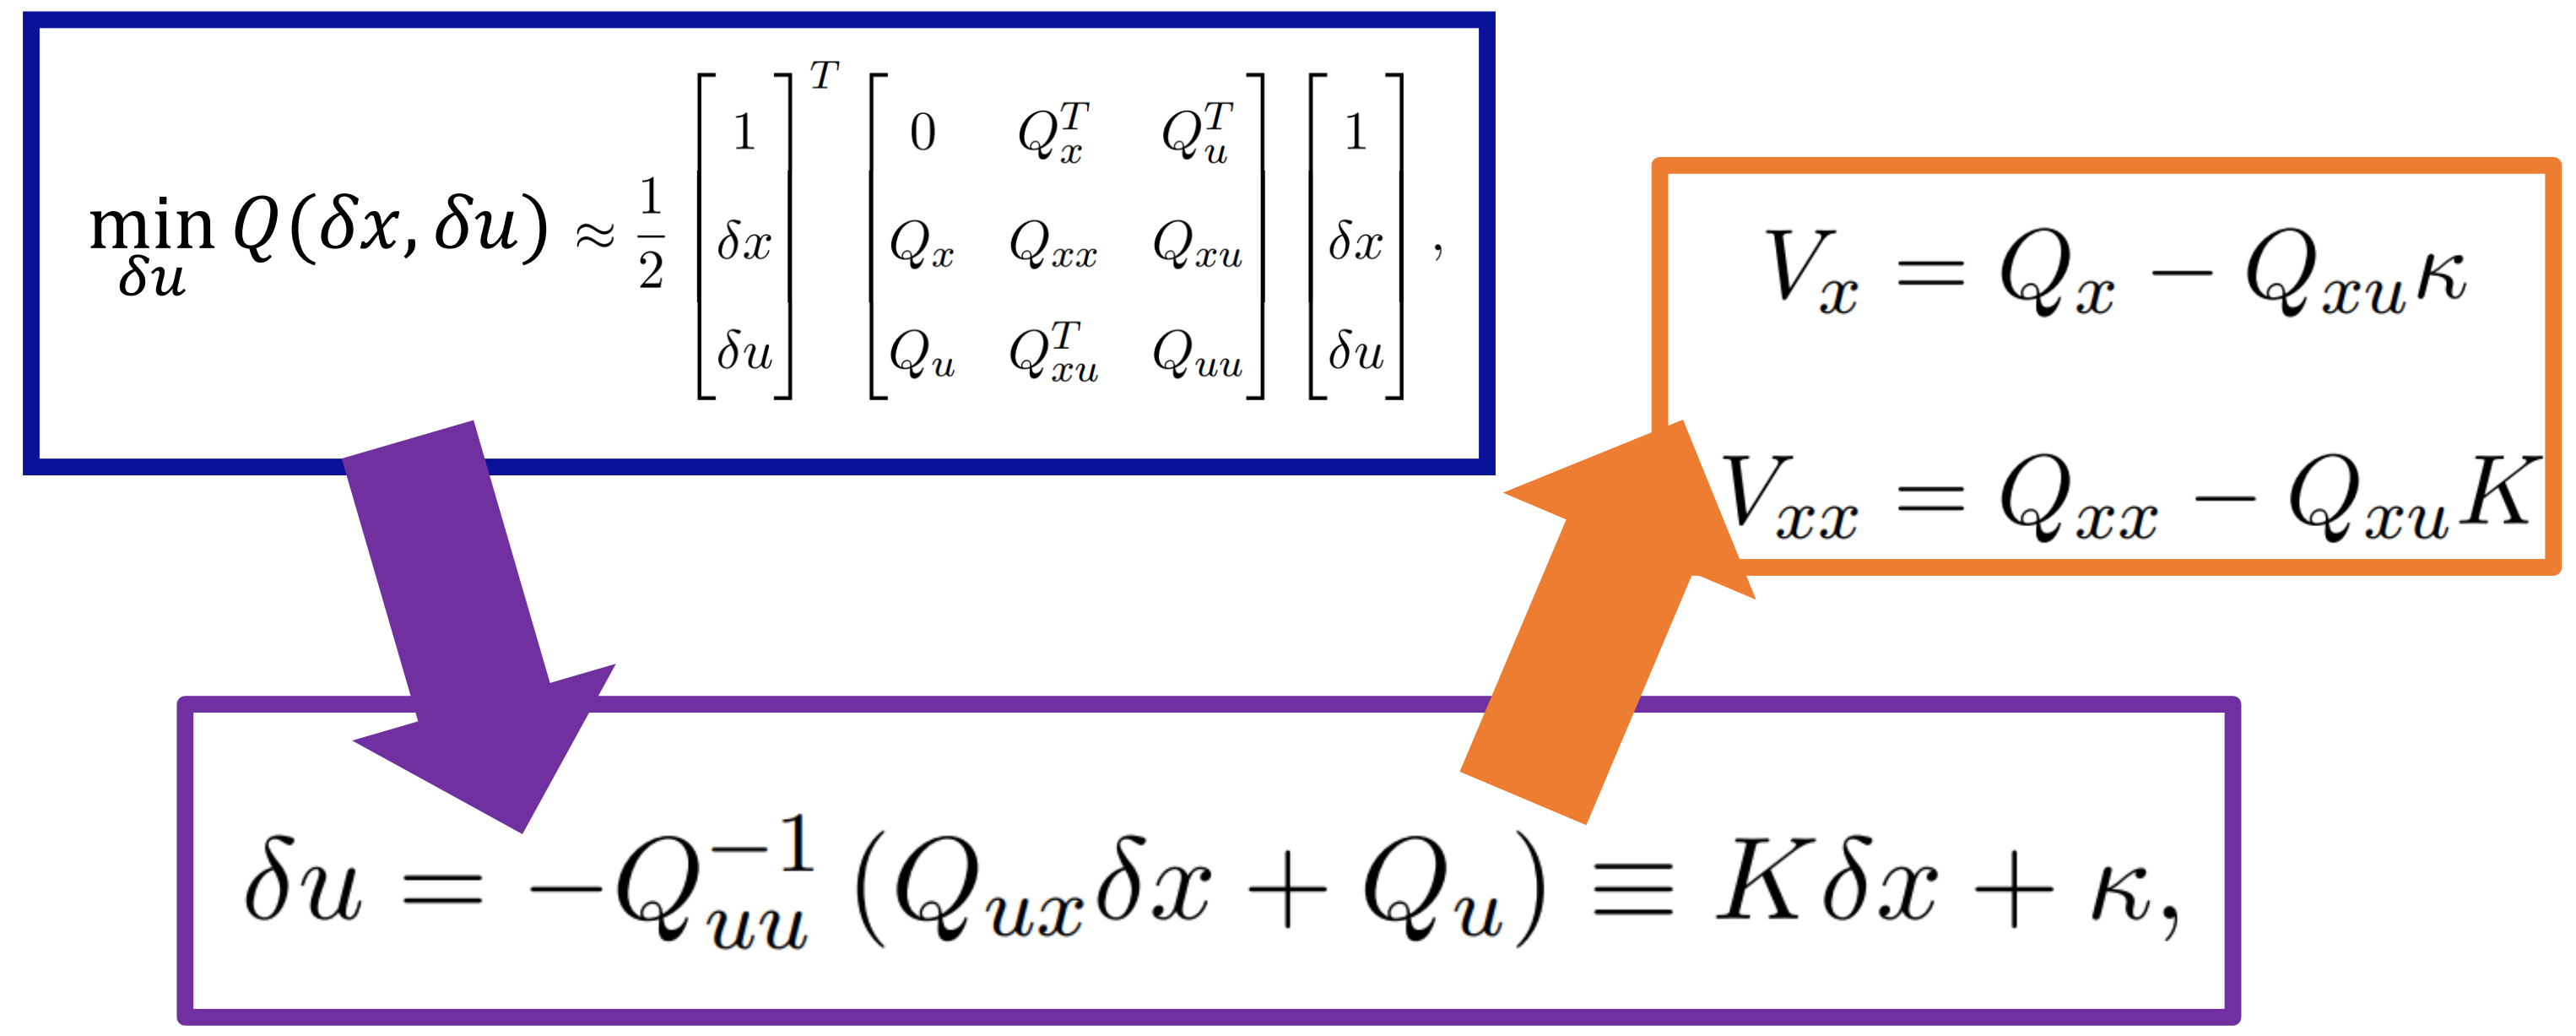 $\min_{\delta u} Q(\delta x, \delta u) \approx \frac{1}{2} \begin{bmatrix} 1 \\ \delta x \\ \delta u \end{bmatrix}^T \begin{bmatrix} 0 & Q_x^T & Q_u^T \\ Q_x & Q_{xx} & Q_{xu} \\ Q_u & Q_{xu}^T & Q_{uu} \end{bmatrix} \begin{bmatrix} 1 \\ \delta x \\ \delta u \end{bmatrix},$
$V_x = Q_x - Q_{xu} \kappa$
$V_{xx} = Q_{xx} - Q_{xu} K$
$\delta u = -Q_{uu}^{-1} (Q_{ux} \delta x + Q_u) \equiv K \delta x + \kappa,$